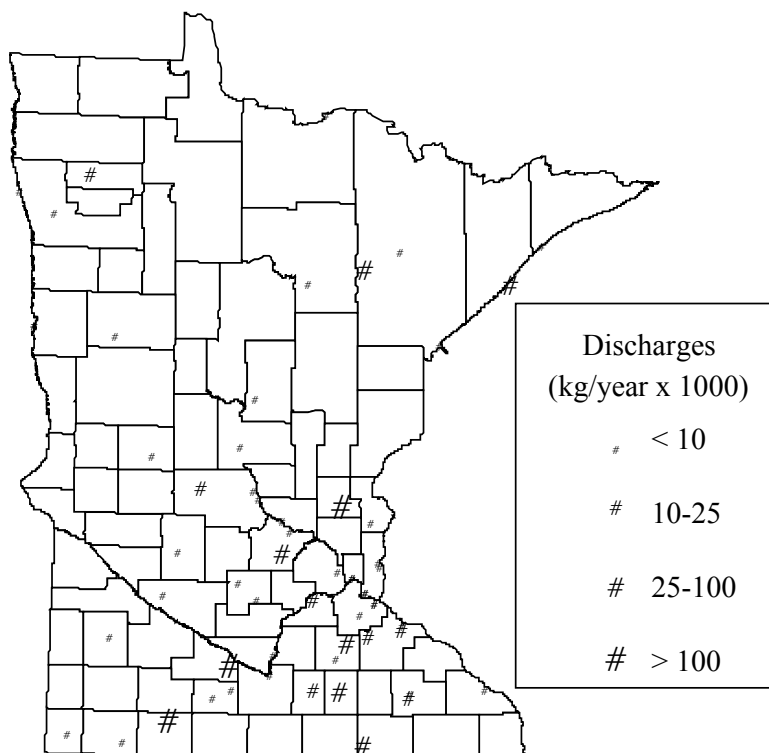 Discharges
(kg/year x 1000)
# < 10
# 10-25
# 25-100
# > 100